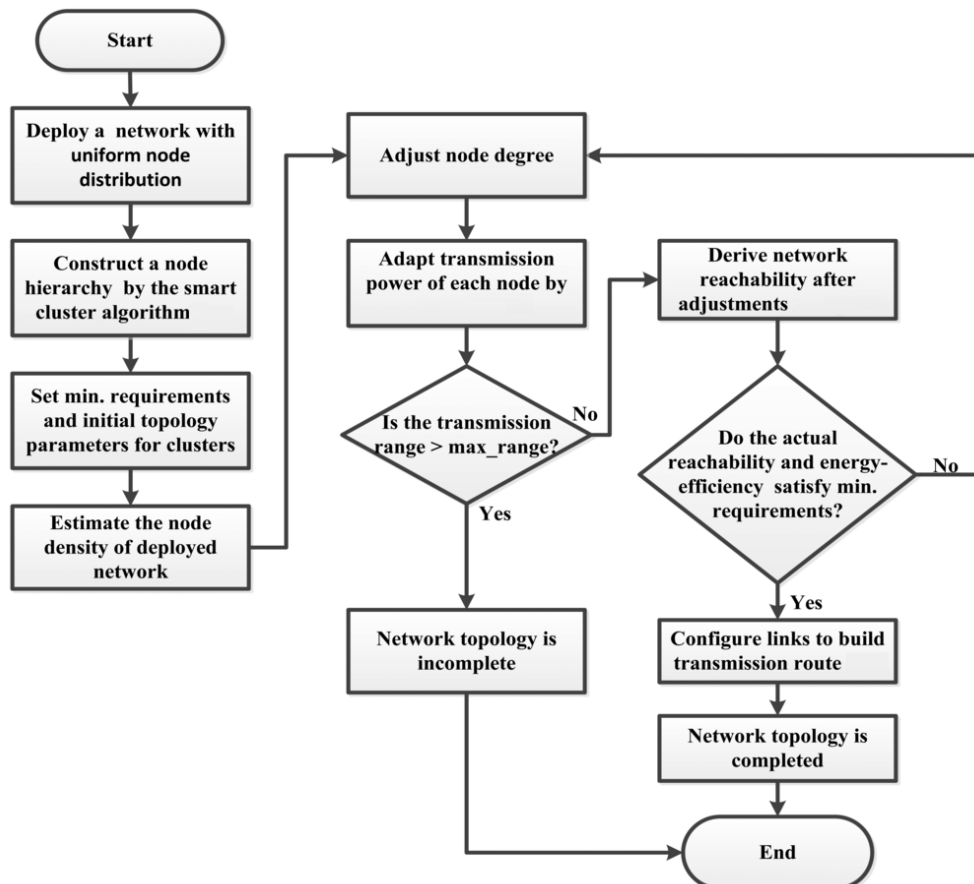 Start
Deploy a network with
uniform node
distribution
Construct a node
hierarchy by the smart
cluster algorithm
Set min. requirements
and initial topology
parameters for clusters
Estimate the node
density of deployed
network
Adjust node degree
Adapt transmission
power of each node by
Is the transmission
range > max_range?
No
Yes
Network topology is
incomplete
Derive network
reachability after
adjustments
Do the actual
reachability and energy-
efficiency satisfy min.
requirements?
No
Yes
Configure links to build
transmission route
Network topology is
completed
End